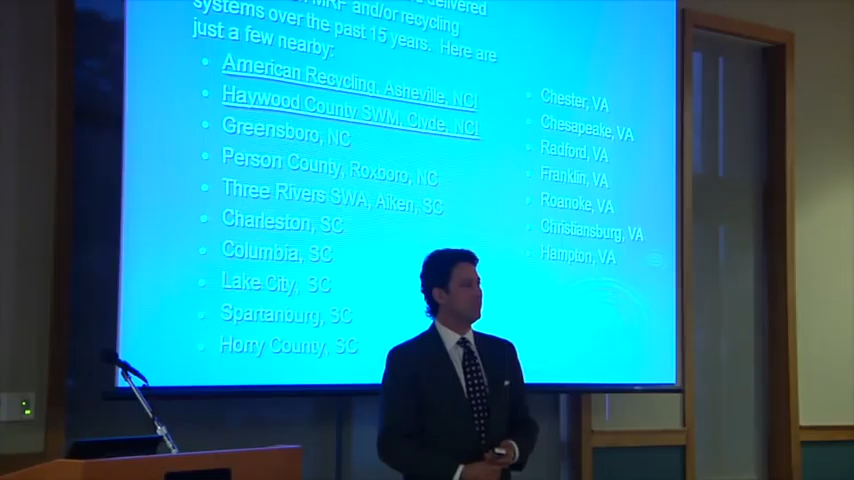 delivered
MRF and/or recycling
systems over the past 15 years. Here are
just a few nearby:
• American Recycling, Asheville, NC!
• Haywood County SWM, Clyde, NC!
• Greensboro, NC
• Person County, Roxboro, NC
• Three Rivers SWA, Aiken, SC
• Charleston, SC
• Columbia, SC
• Lake City, SC
• Spartanburg, SC
• Horry County, SC
• Chester, VA
• Chesapeake, VA
• Radford, VA
• Franklin, VA
• Roanoke, VA
• Christiansburg, VA
• Hampton, VA